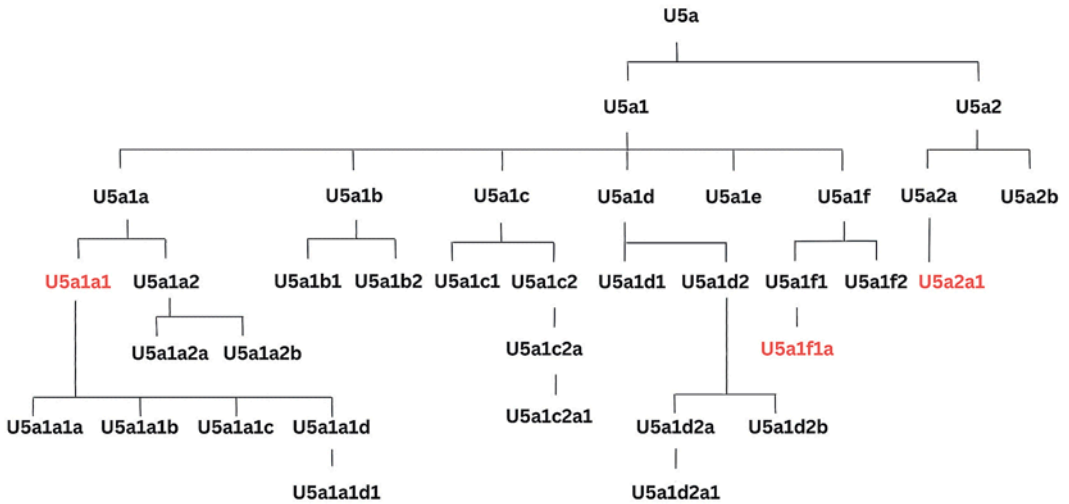 U5a
U5a1 U5a2
U5a1a U5a1b U5a1c U5a1d U5a1e U5a1f U5a2a U5a2b
U5a1a1 U5a1a2 U5a1b1 U5a1b2 U5a1c1 U5a1c2 U5a1d1 U5a1d2 U5a1f1 U5a1f2 U5a2a1
U5a1a2a U5a1a2b U5a1c2a U5a1f1a
U5a1a1a U5a1a1b U5a1a1c U5a1a1d U5a1c2a1 U5a1d2a U5a1d2b
U5a1a1d1 U5a1d2a1